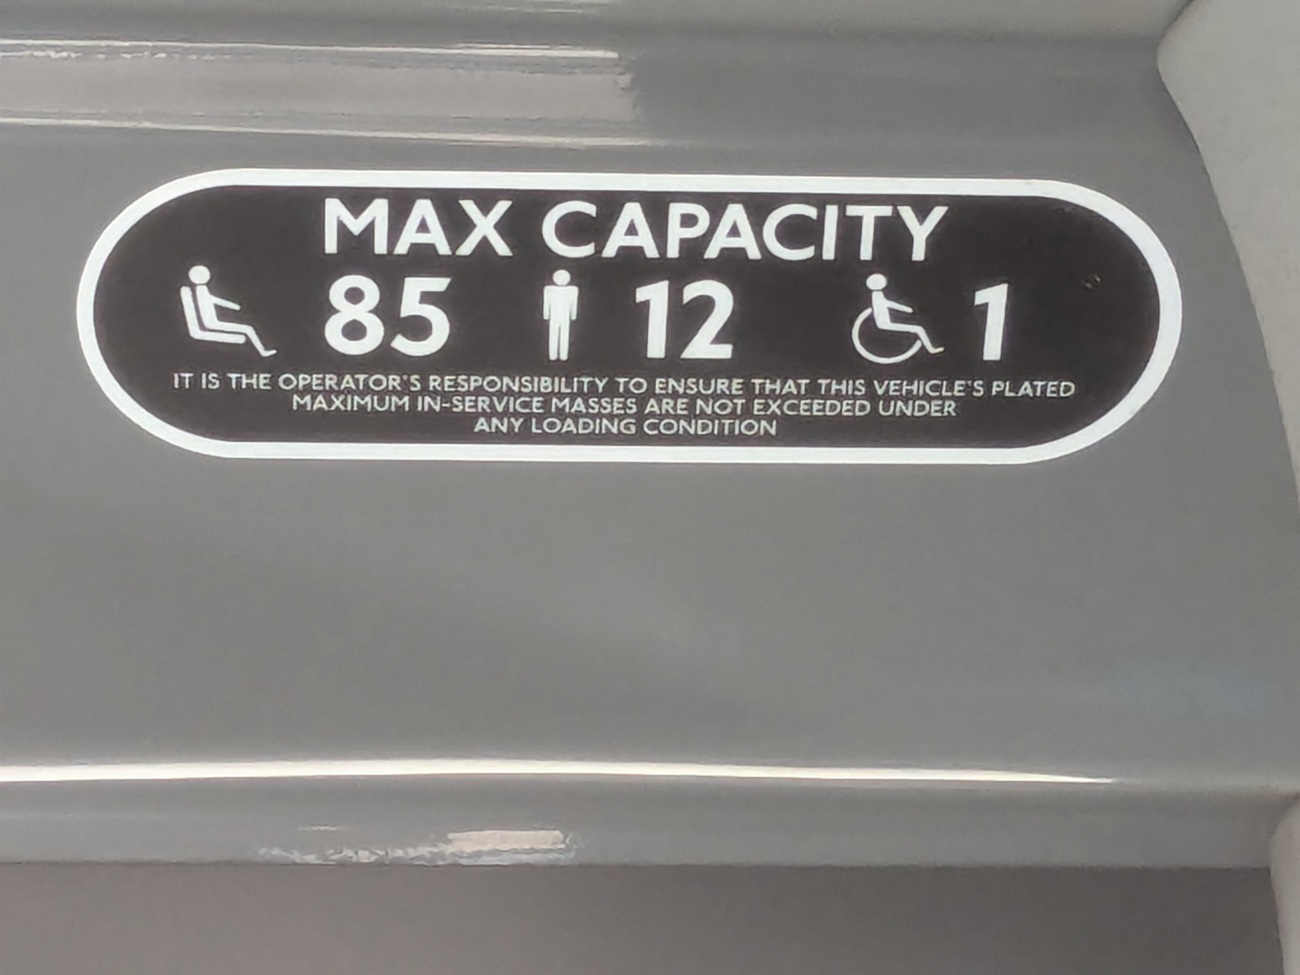 MAX CAPACITY
85 12 1
IT IS THE OPERATOR'S RESPONSIBILITY TO ENSURE THAT THIS VEHICLE'S PLATED
MAXIMUM IN-SERVICE MASSES ARE NOT EXCEEDED UNDER
ANY LOADING CONDITION